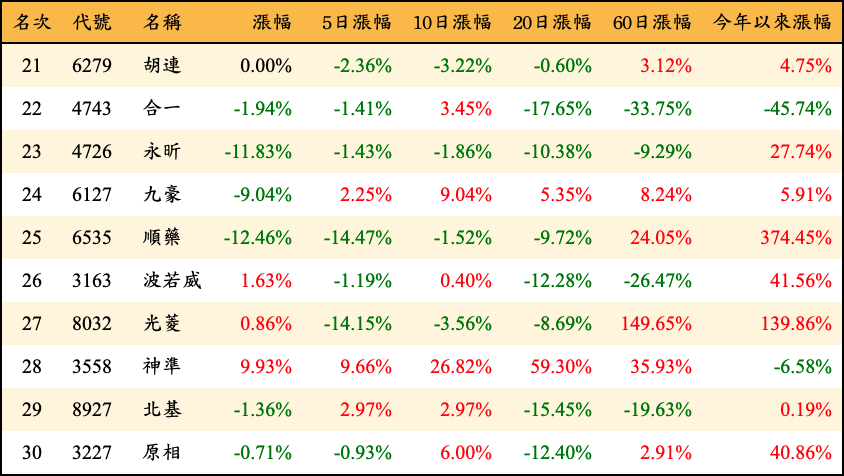 名次 代號 名稱 漲幅 5日漲幅 10日漲幅 20日漲幅 60日漲幅 今年以來漲幅
21 6279 胡連 0.00% -2.36% -3.22% -0.60% 3.12% 4.75%
22 4743 合一 -1.94% -1.41% 3.45% -17.65% -33.75% -45.74%
23 4726 永昕 -11.83% -1.43% -1.86% -10.38% -9.29% 27.74%
24 6127 九豪 -9.04% 2.25% 9.04% 5.35% 8.24% 5.91%
25 6535 順藥 -12.46% -14.47% -1.52% -9.72% 24.05% 374.45%
26 3163 波若威 1.63% -1.19% 0.40% -12.28% -26.47% 41.56%
27 8032 光菱 0.86% -14.15% -3.56% -8.69% 149.65% 139.86%
28 3558 神準 9.93% 9.66% 26.82% 59.30% 35.93% -6.58%
29 8927 北基 -1.36% 2.97% 2.97% -15.45% -19.63% 0.19%
30 3227 原相 -0.71% -0.93% 6.00% -12.40% 2.91% 40.86%